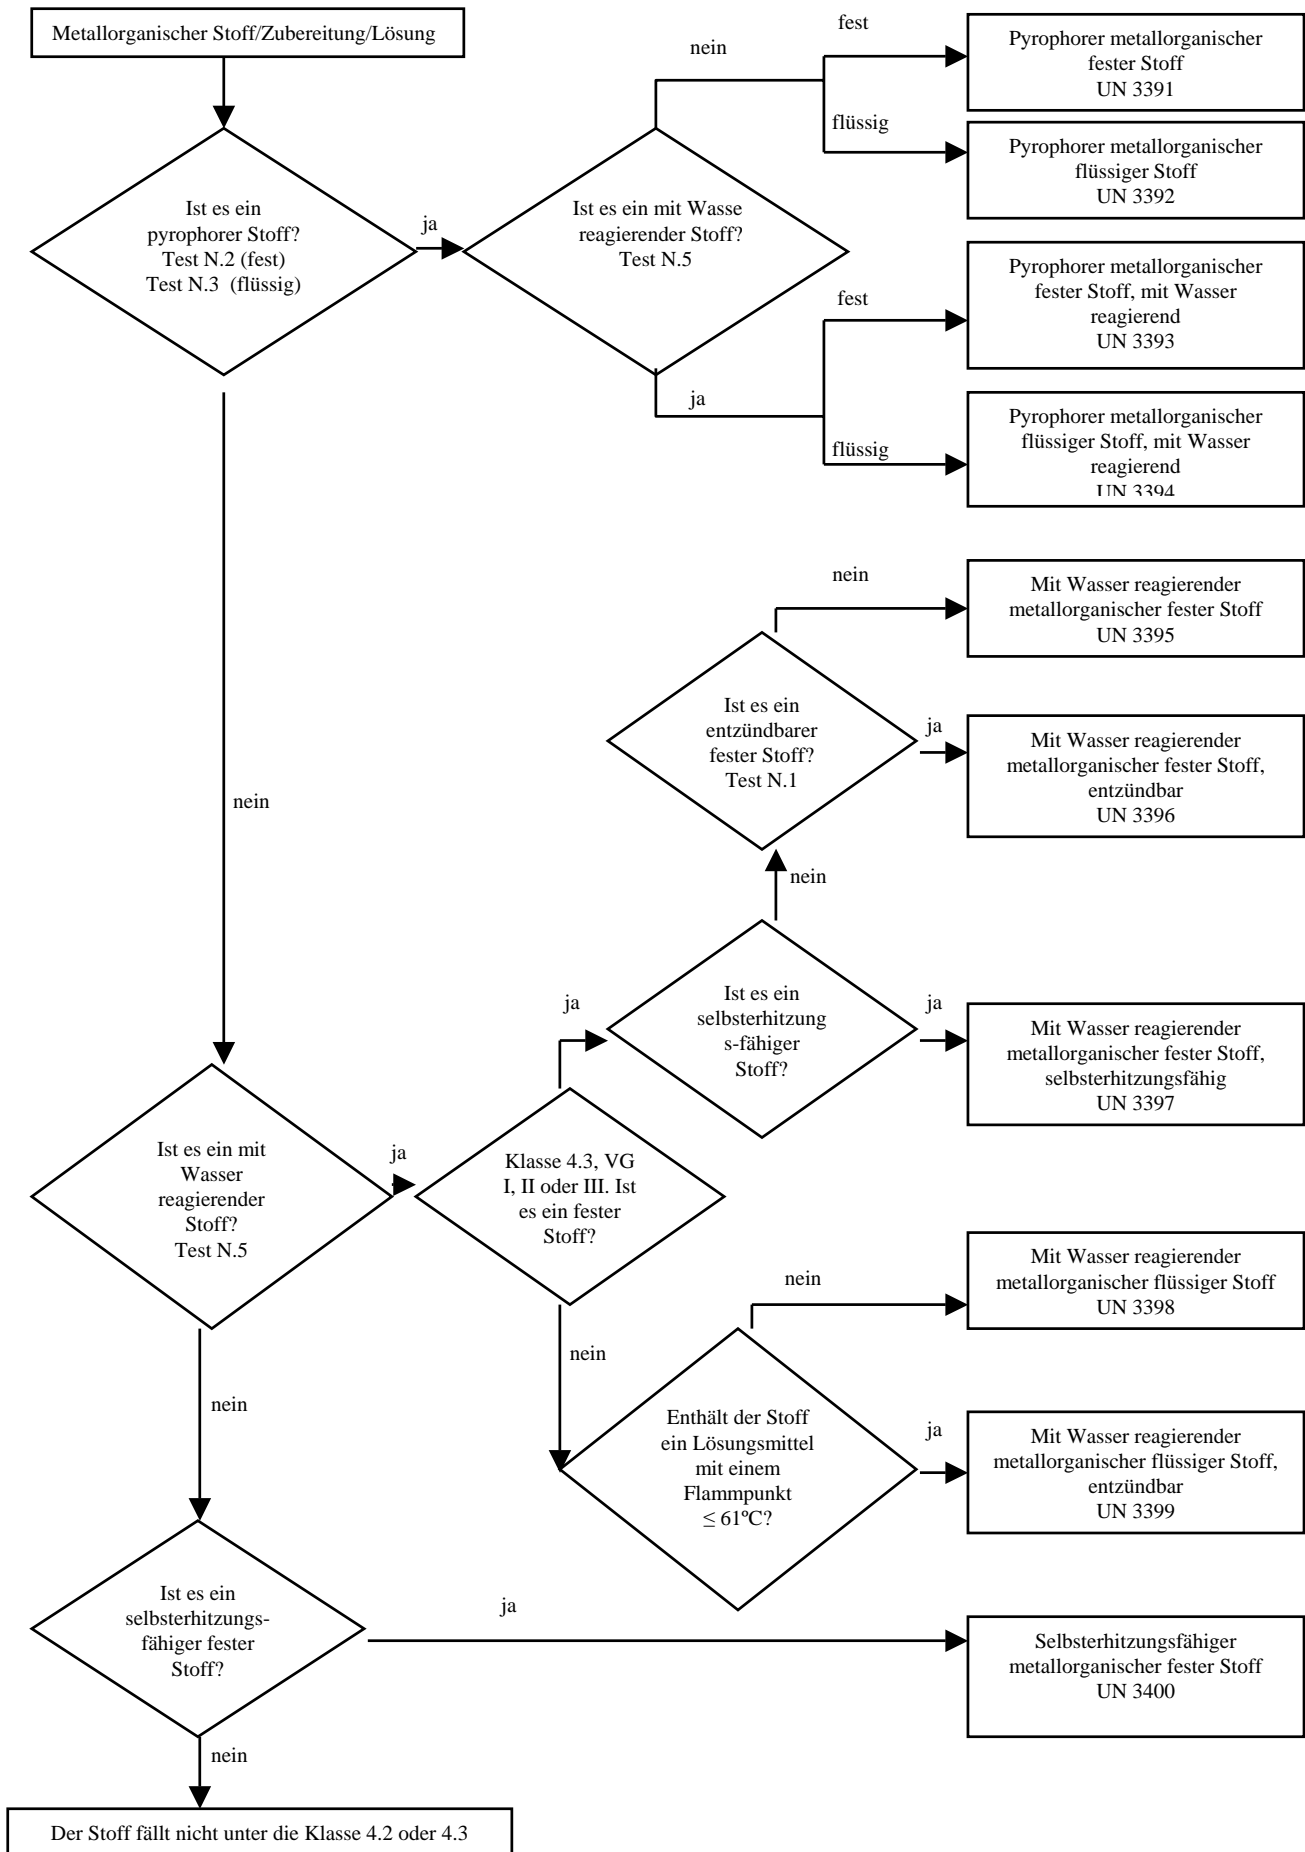 Metallorganischer Stoff/Zubereitung/Lösung
nein
fest
Pyrophorer metallorganischer
fester Stoff
UN 3391
flüssig
Pyrophorer metallorganischer
flüssiger Stoff
UN 3392
Ist es ein
pyrophorer Stoff?
Test N.2 (fest)
Test N.3 (flüssig)
ja
Ist es ein mit Wasse
reagierender Stoff?
Test N.5
fest
Pyrophorer metallorganischer
fester Stoff, mit Wasser
reagierend
UN 3393
ja
flüssig
Pyrophorer metallorganischer
flüssiger Stoff, mit Wasser
reagierend
UN 3394
nein
nein
Mit Wasser reagierender
metallorganischer fester Stoff
UN 3395
Ist es ein
entzündbarer
fester Stoff?
Test N.1
ja
Mit Wasser reagierender
metallorganischer fester Stoff,
entzündbar
UN 3396
nein
ja
Ist es ein
selbsterhitzung
s-fähiger
Stoff?
ja
Mit Wasser reagierender
metallorganischer fester Stoff,
selbsterhitzungsfähig
UN 3397
Ist es ein mit
Wasser
reagierender
Stoff?
Test N.5
ja
Klasse 4.3, VG
I, II oder III. Ist
es ein fester
Stoff?
nein
nein
Mit Wasser reagierender
metallorganischer flüssiger Stoff
UN 3398
nein
Enthält der Stoff
ein Lösungsmittel
mit einem
Flammpunkt
≤ 61ºC?
ja
Mit Wasser reagierender
metallorganischer flüssiger Stoff,
entzündbar
UN 3399
Ist es ein
selbsterhitzungs-
fähiger fester
Stoff?
ja
Selbsterhitzungsfähiger
metallorganischer fester Stoff
UN 3400
nein
Der Stoff fällt nicht unter die Klasse 4.2 oder 4.3